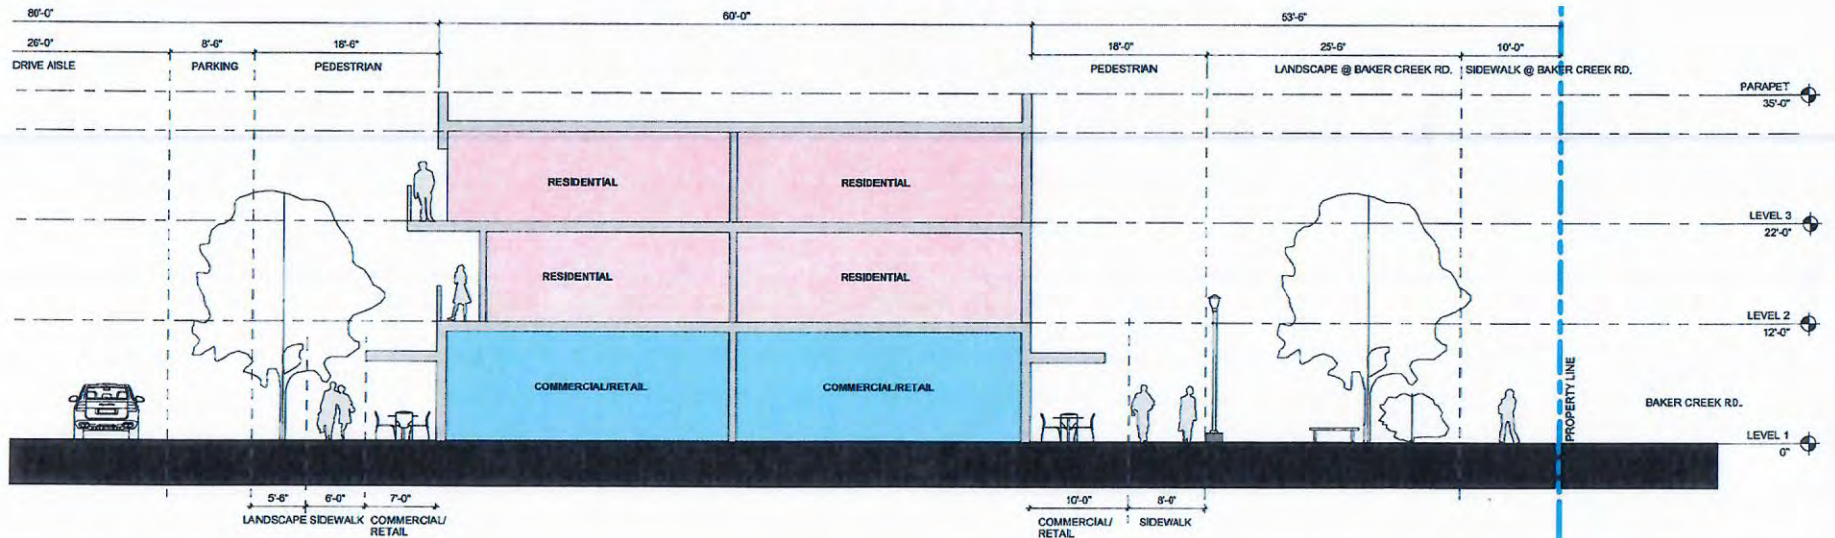 80'-0"
60'-0"
53'-6"
26'-0"
8'-6"
18'-6"
18'-0"
25'-6"
10'-0"
DRIVE AISLE
PARKING
PEDESTRIAN
PEDESTRIAN
LANDSCAPE @ BAKER CREEK RD.
SIDEWALK @ BAKER CREEK RD.
PARAPET
35'-0"
RESIDENTIAL
RESIDENTIAL
LEVEL 3
22'-0"
RESIDENTIAL
RESIDENTIAL
LEVEL 2
12'-0"
COMMERCIAL/RETAIL
COMMERCIAL/RETAIL
PROPERTY LINE
BAKER CREEK RD.
LEVEL 1
0"
5'-6"
6'-0"
7'-0"
10'-0"
8'-0"
LANDSCAPE
SIDEWALK
COMMERCIAL/
RETAIL
COMMERCIAL/
RETAIL
SIDEWALK